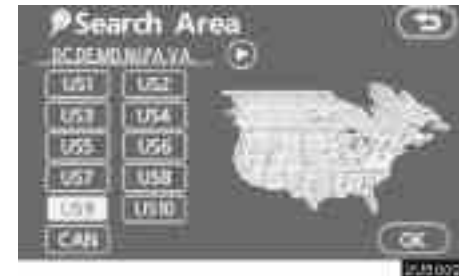 Search Area
DC,DE,MD,NJ,PA,VA
US1 US2
US3 US4
US5 US6
US7 US8
US9 US10
CAN
OK